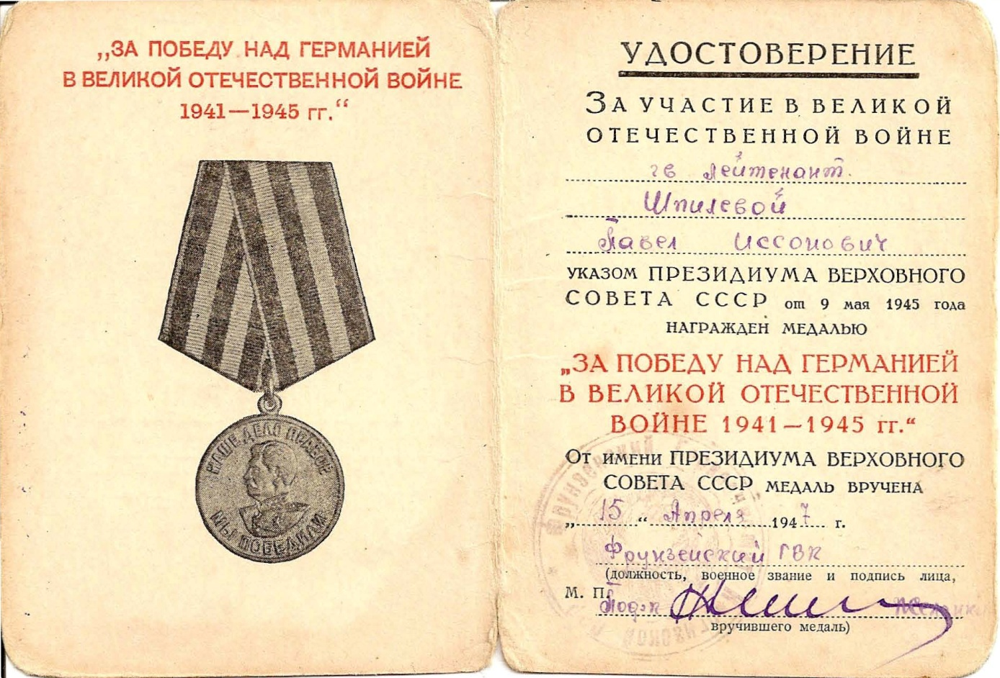 „ЗА ПОБЕДУ НАД ГЕРМАНИЕЙ
В ВЕЛИКОЙ ОТЕЧЕСТВЕННОЙ ВОЙНЕ
1941—1945 гг.“
НАШЕ ДЕЛО ПРАВОЕ
МЫ ПОБЕДИЛИ
УДОСТОВЕРЕНИЕ
ЗА УЧАСТИЕ В ВЕЛИКОЙ
ОТЕЧЕСТВЕННОЙ ВОЙНЕ
гв лейтенант
Шпилевой
Павел Иссонович
УКАЗОМ ПРЕЗИДИУМА ВЕРХОВНОГО
СОВЕТА СССР от 9 мая 1945 года
НАГРАЖДЕН МЕДАЛЬЮ
„ЗА ПОБЕДУ НАД ГЕРМАНИЕЙ
В ВЕЛИКОЙ ОТЕЧЕСТВЕННОЙ
ВОЙНЕ 1941—1945 гг.“
ОТ ИМЕНИ ПРЕЗИДИУМА ВЕРХОВНОГО
СОВЕТА СССР МЕДАЛЬ ВРУЧЕНА
„15“ Апреля 1947 г.
Фрунзенский ГВК
(должность, военное звание и подпись лица,
М. П. Подп
вручившего медаль)